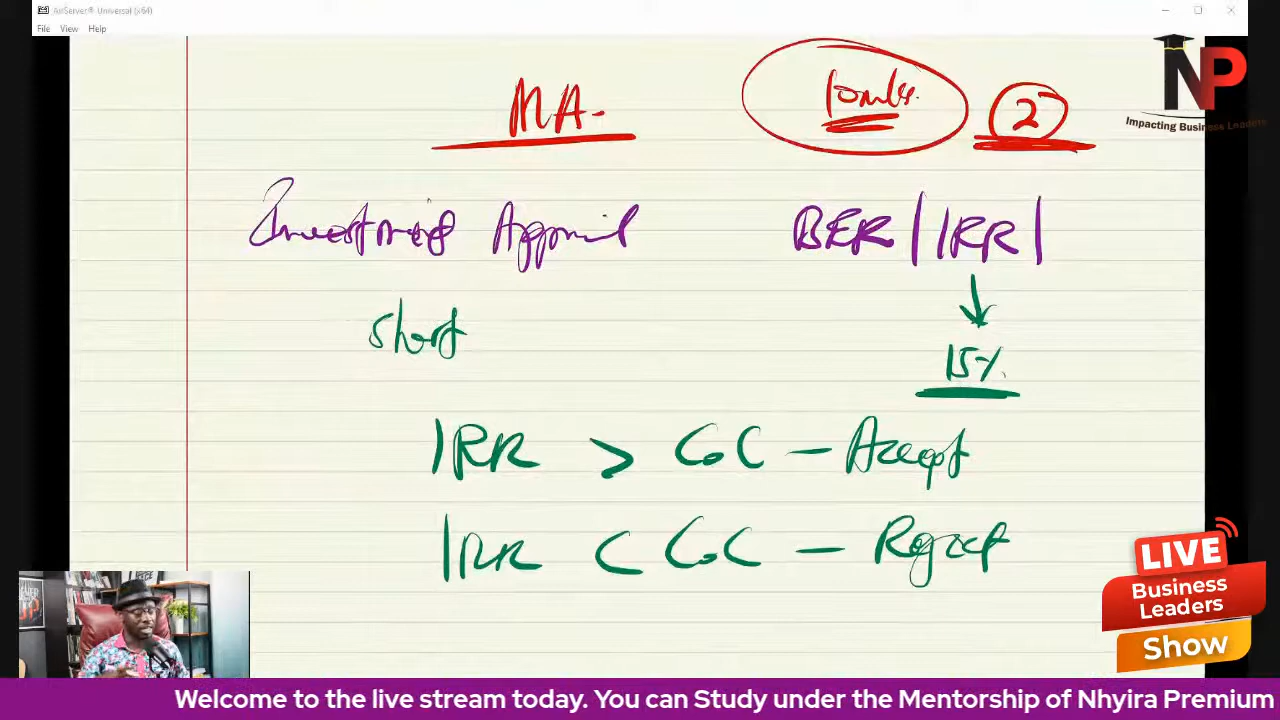 AirServer® Universal (x64)
File View Help
MA.
2
NP
Impacting Business Leaders
Investment Appraisal BER | IRR |
Short
15%
IRR > CoC - Accept
IRR < CoC - Reject
LIVE
Business
Leaders
Show
Welcome to the live stream today. You can Study under the Mentorship of Nhyira Premium